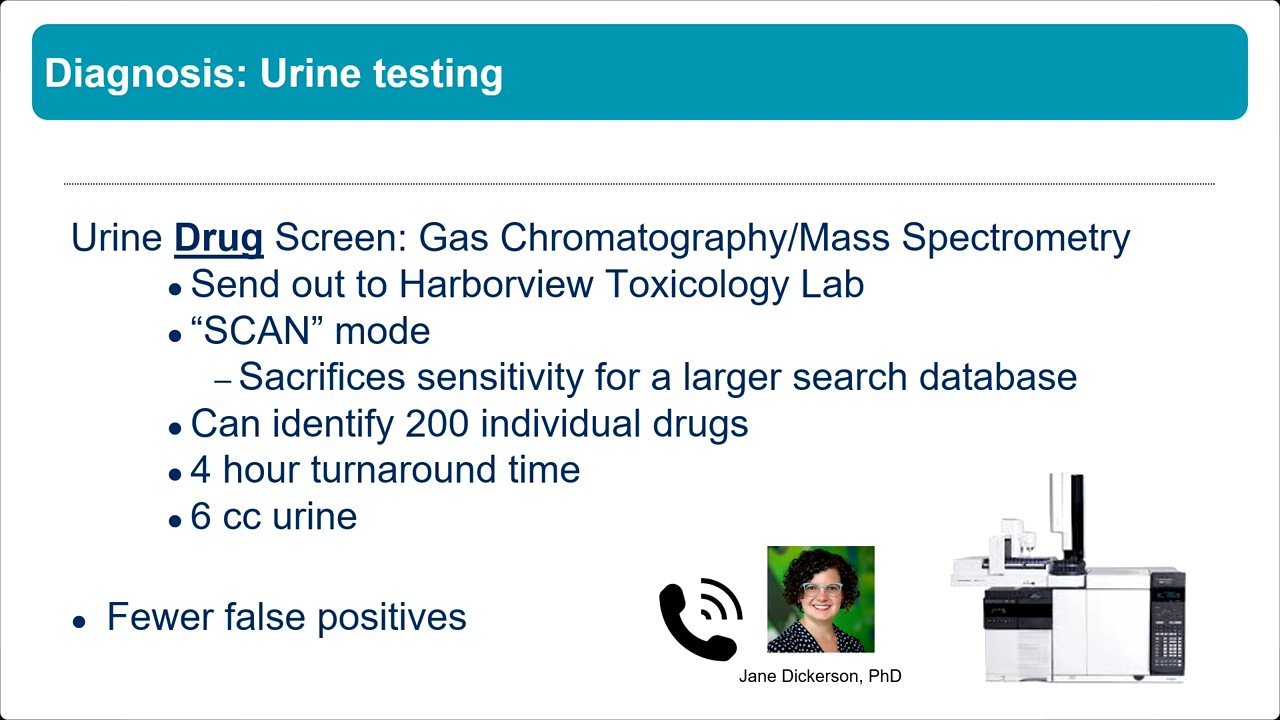 Diagnosis: Urine testing
Urine Drug Screen: Gas Chromatography/Mass Spectrometry
● Send out to Harborview Toxicology Lab
● “SCAN” mode
– Sacrifices sensitivity for a larger search database
● Can identify 200 individual drugs
● 4 hour turnaround time
● 6 cc urine
● Fewer false positives
Jane Dickerson, PhD